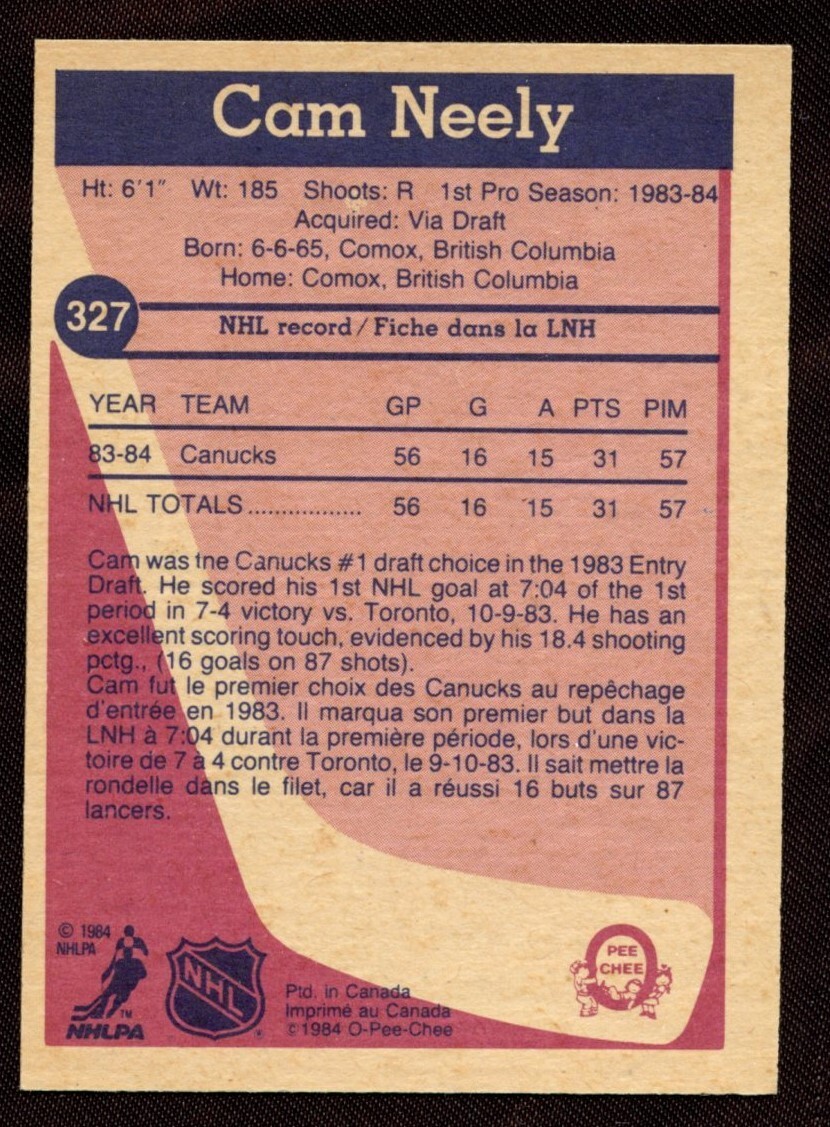 Cam Neely
Ht: 6'1" Wt: 185 Shoots: R 1st Pro Season: 1983-84
Acquired: Via Draft
Born: 6-6-65, Comox, British Columbia
Home: Comox, British Columbia
327
NHL record/Fiche dans la LNH
YEAR TEAM GP G A PTS PIM
83-84 Canucks 56 16 15 31 57
NHL TOTALS................. 56 16 15 31 57
Cam was the Canucks #1 draft choice in the 1983 Entry
Draft. He scored his 1st NHL goal at 7:04 of the 1st
period in 7-4 victory vs. Toronto, 10-9-83. He has an
excellent scoring touch, evidenced by his 18.4 shooting
pctg., (16 goals on 87 shots).
Cam fut le premier choix des Canucks au repêchage
d'entrée en 1983. Il marqua son premier but dans la
LNH à 7:04 durant la première période, lors d'une vic-
toire de 7 à 4 contre Toronto, le 9-10-83. Il sait mettre la
rondelle dans le filet, car il a réussi 16 buts sur 87
lancers.
© 1984
NHLPA
TM
NHLPA
NHL
Ptd. in Canada
Imprimé au Canada
©1984 O-Pee-Chee
PEE
CHEE